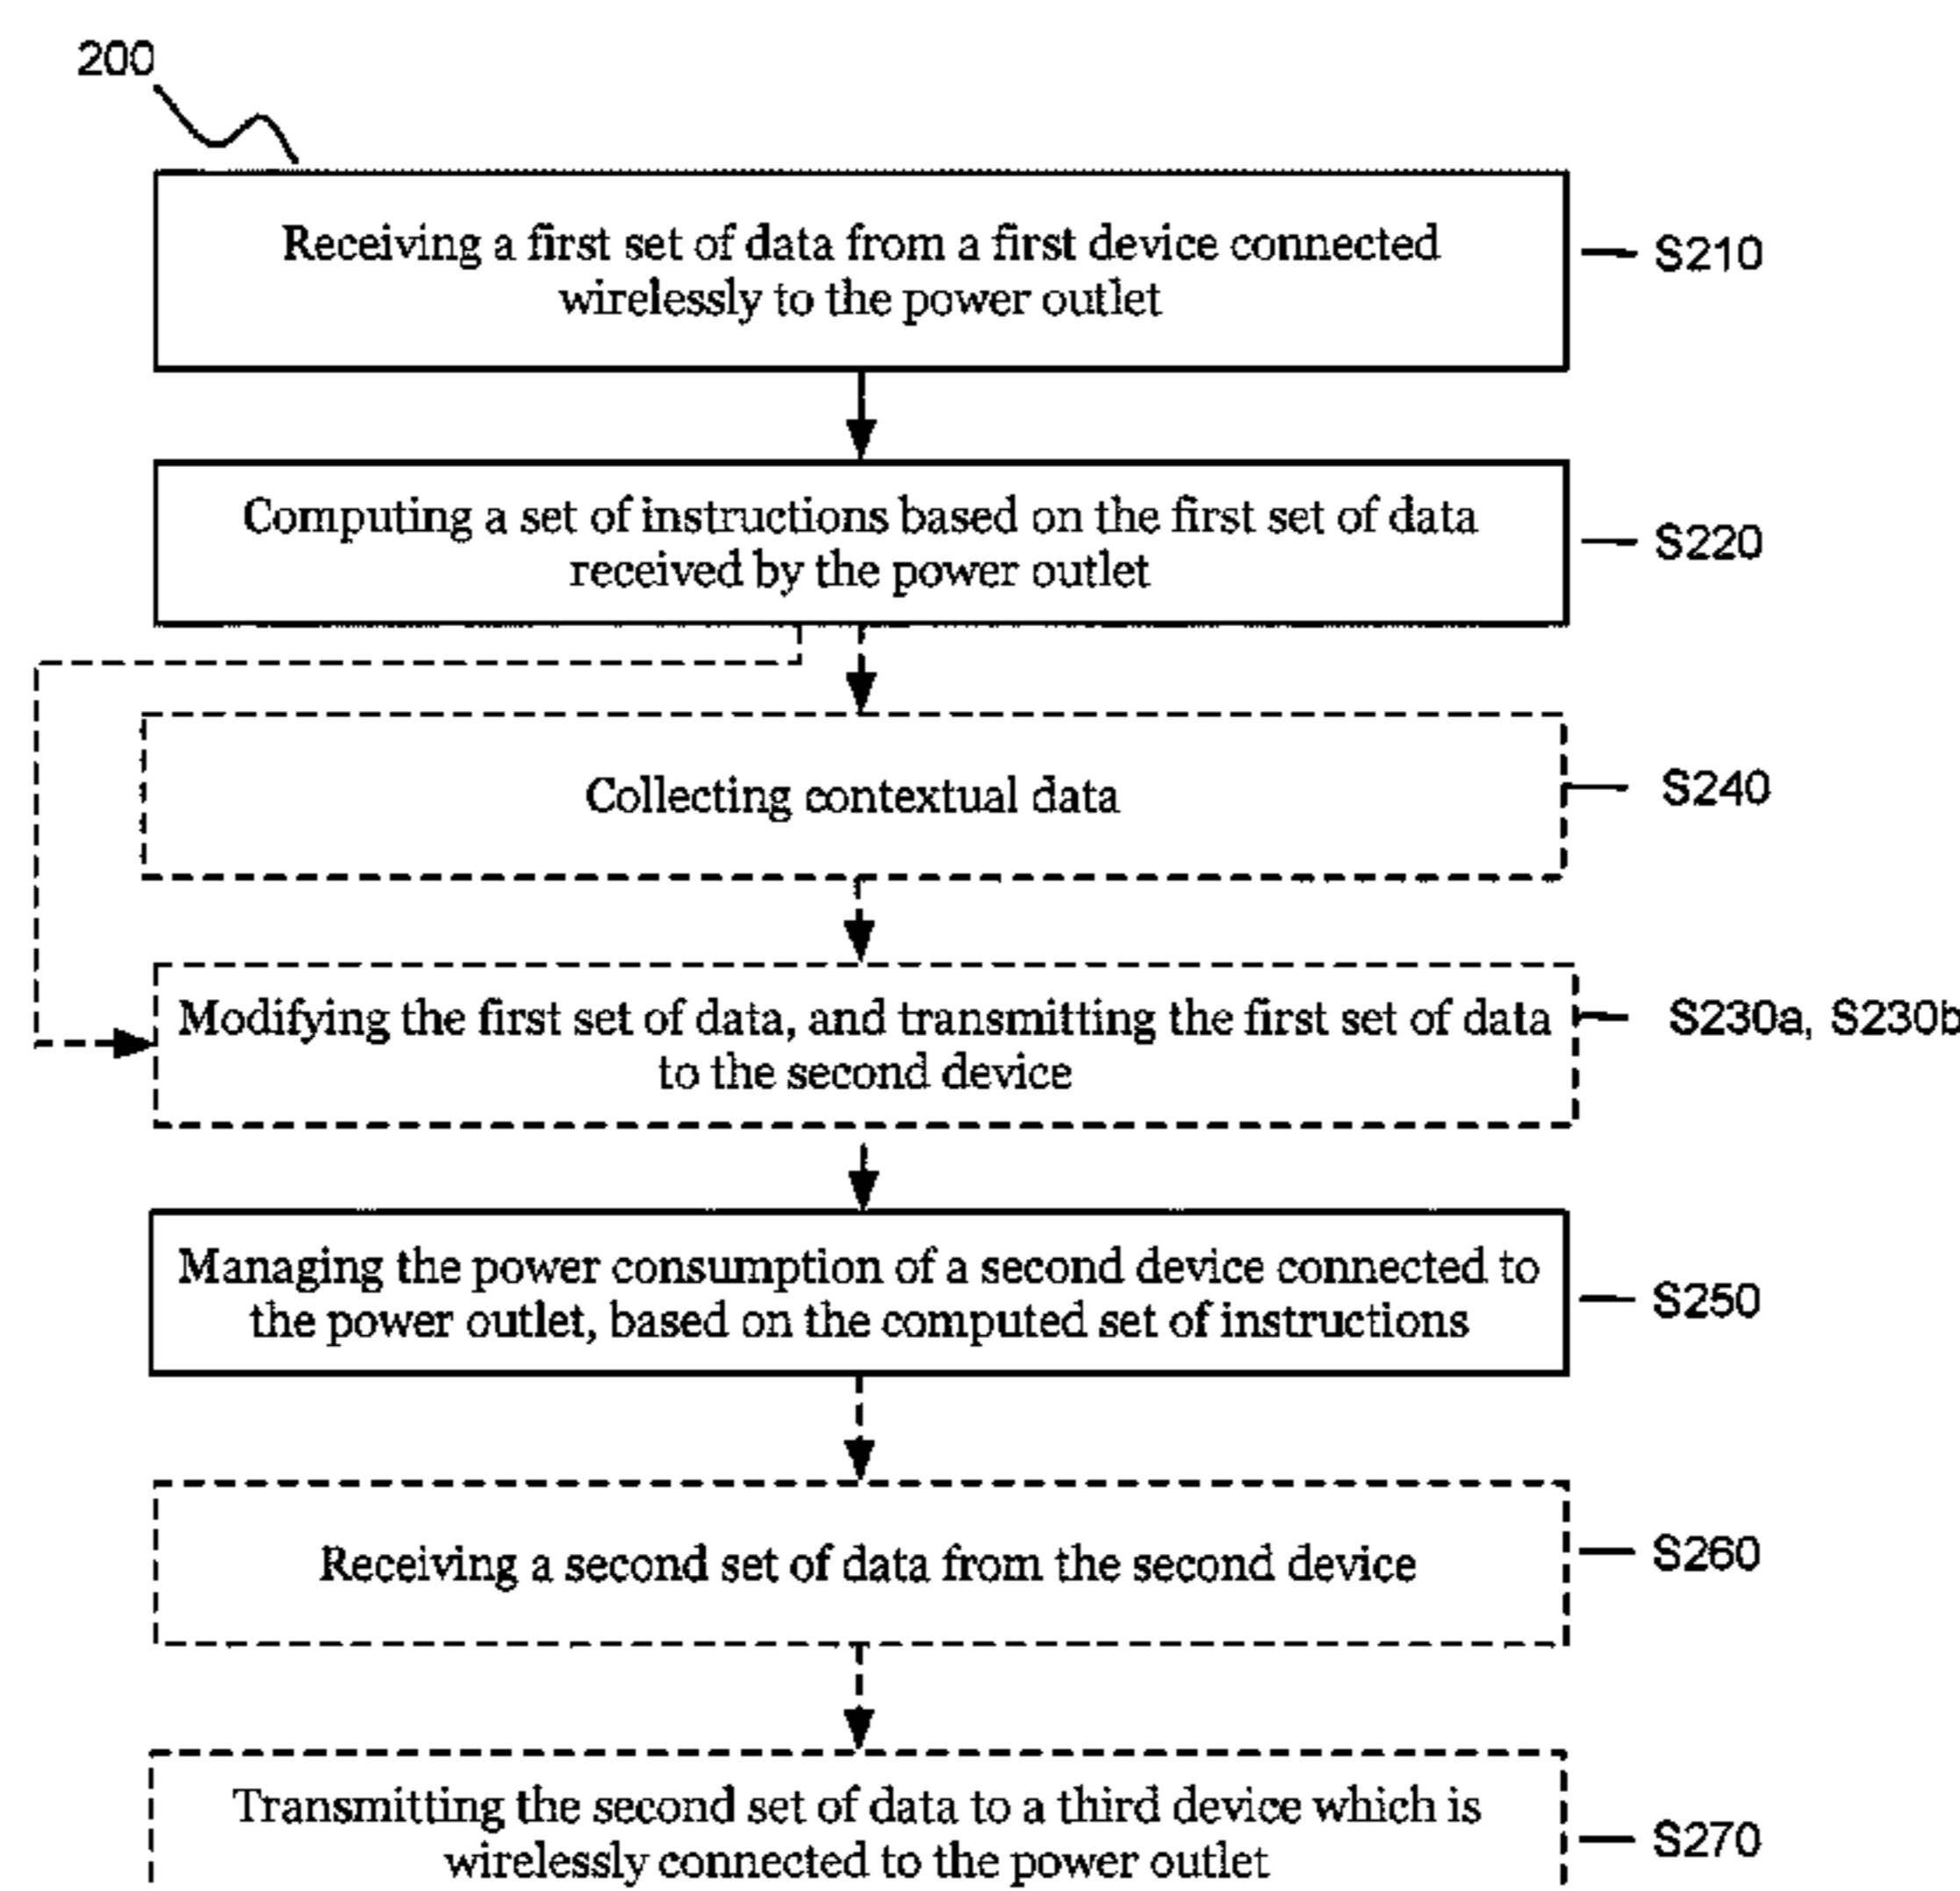 200
Receiving a first set of data from a first device connected
wirelessly to the power outlet
S210
Computing a set of instructions based on the first set of data
received by the power outlet
S220
Collecting contextual data
S240
Modifying the first set of data, and transmitting the first set of data
to the second device
S230a, S230b
Managing the power consumption of a second device connected to
the power outlet, based on the computed set of instructions
S250
Receiving a second set of data from the second device
S260
Transmitting the second set of data to a third device which is
wirelessly connected to the power outlet
S270